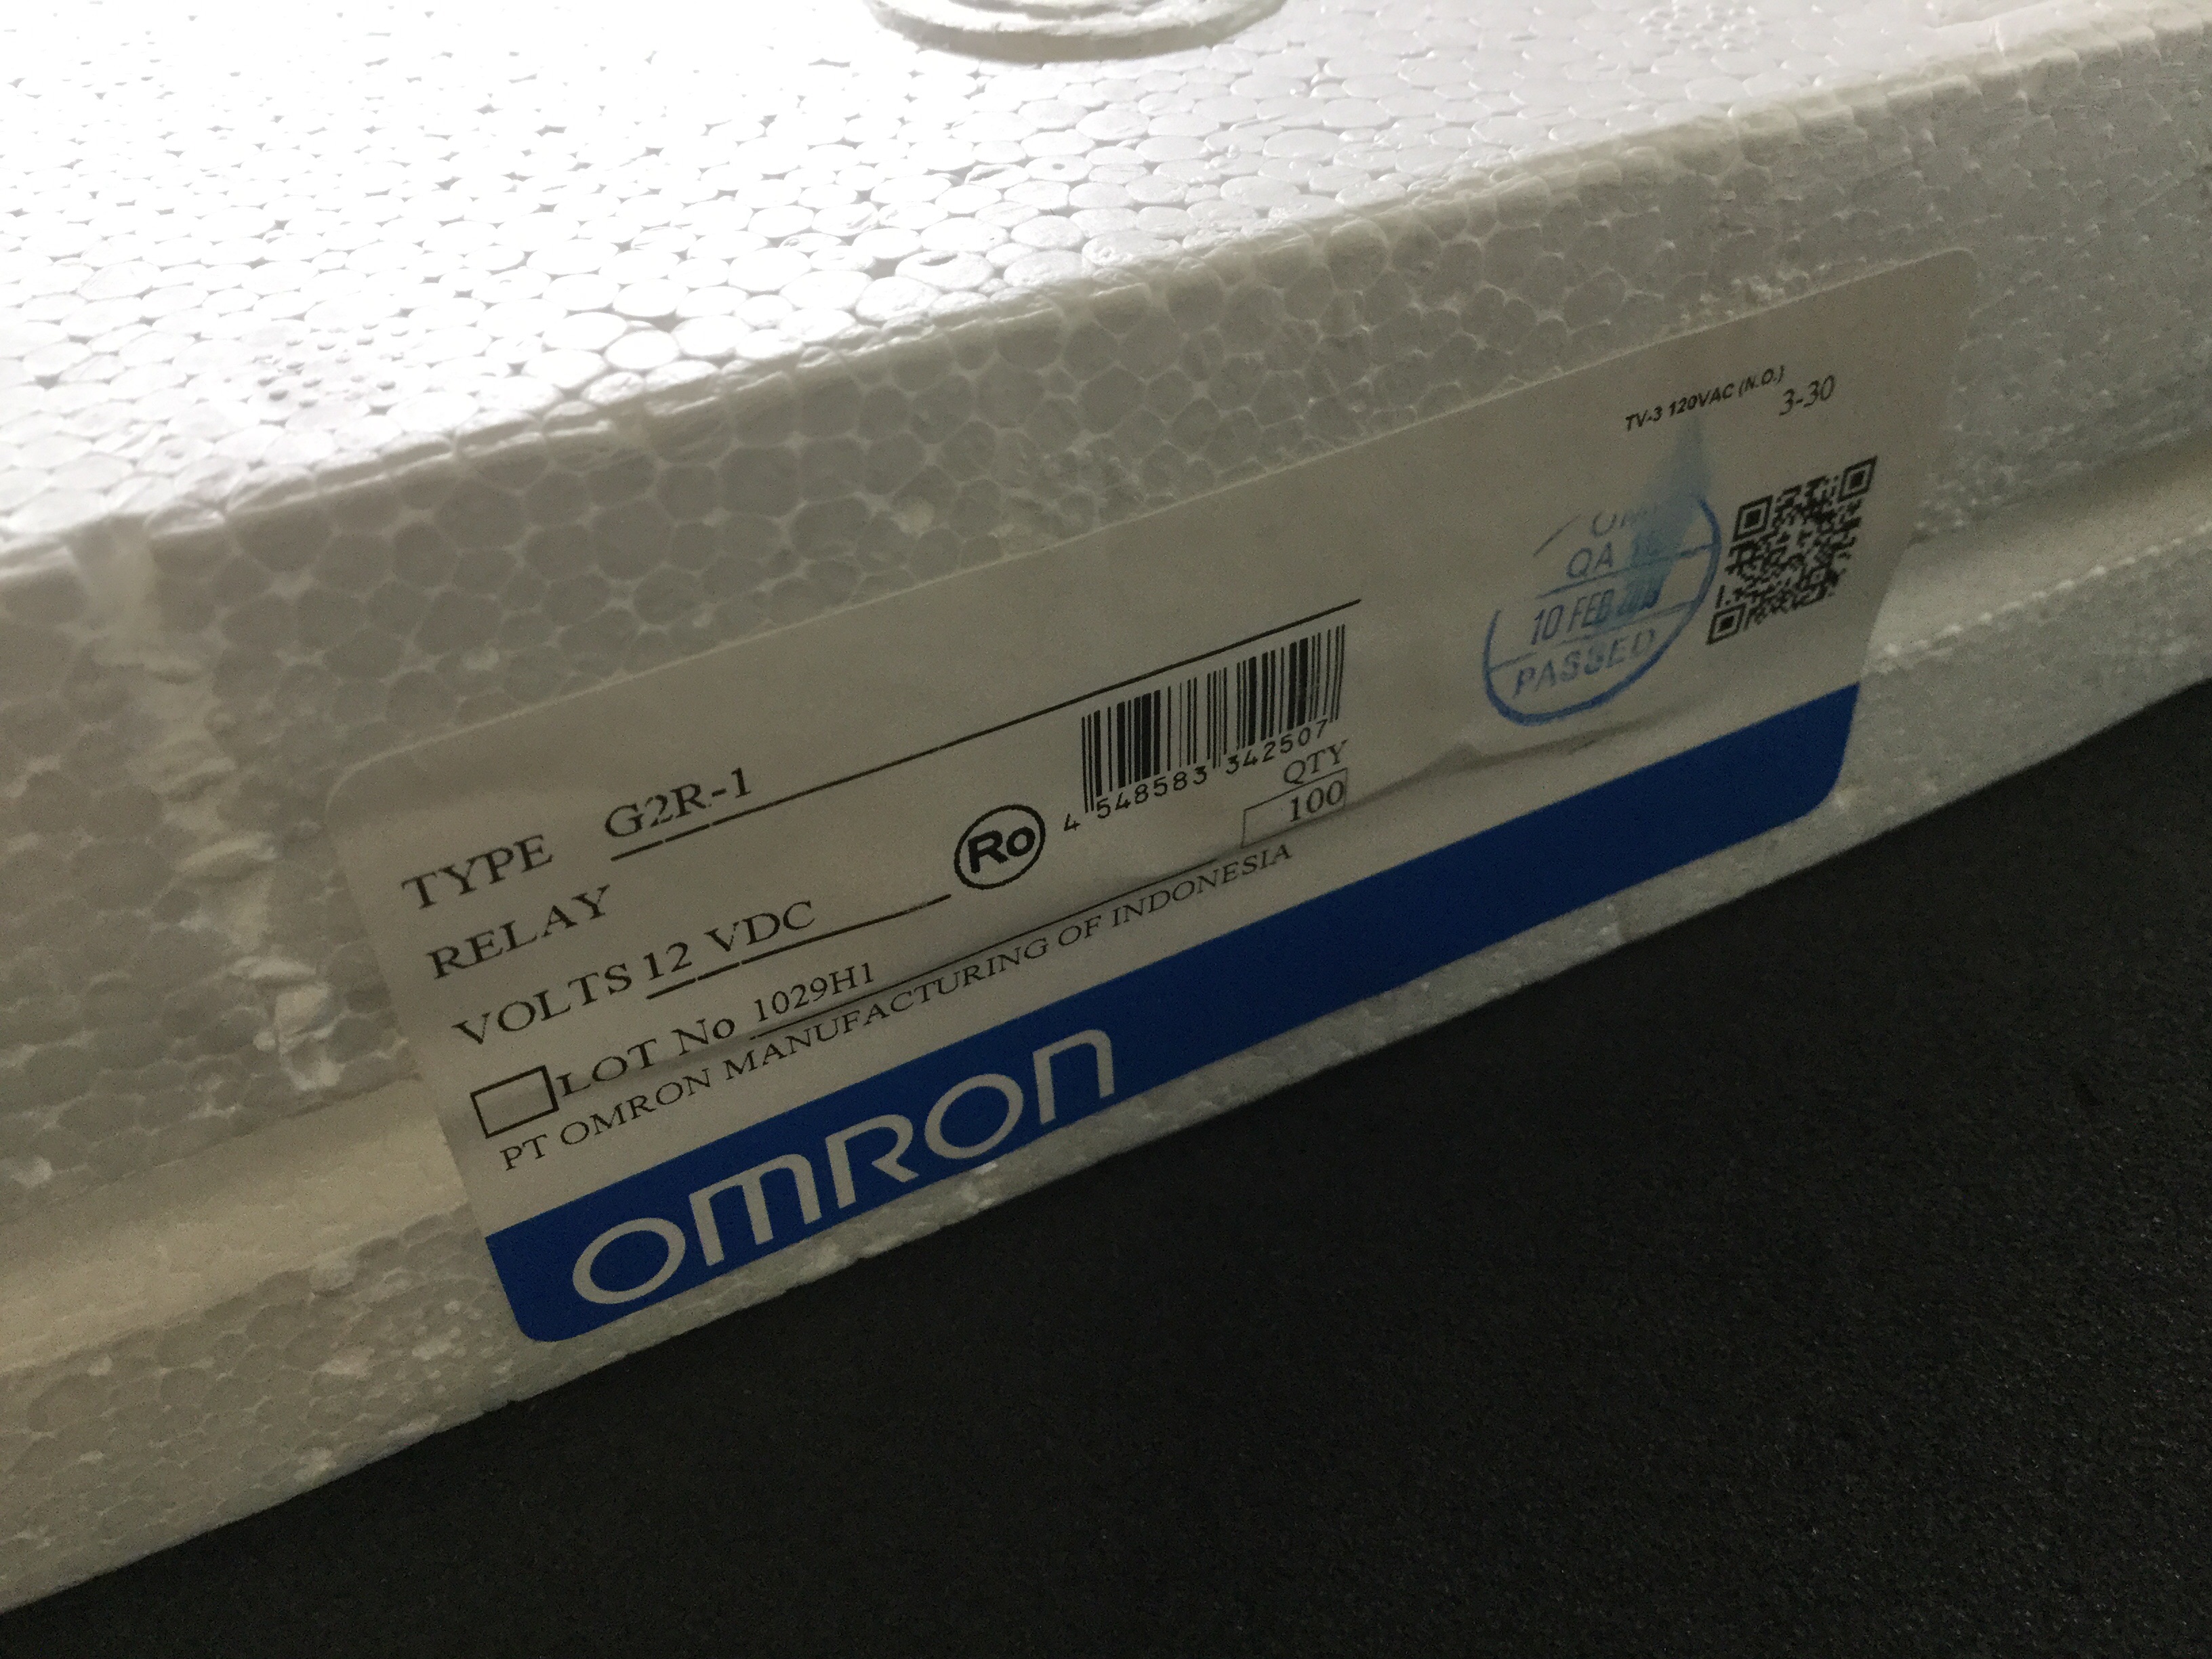 TV-3 120VAC (N.O.)
3-30
TYPE G2R-1
RELAY
VOLTS 12 VDC
Ro
4 548583 342507
QTY
100
LOT No 1029H1
PT OMRON MANUFACTURING OF INDONESIA
QA
10 FEB
PASSED
OMRON